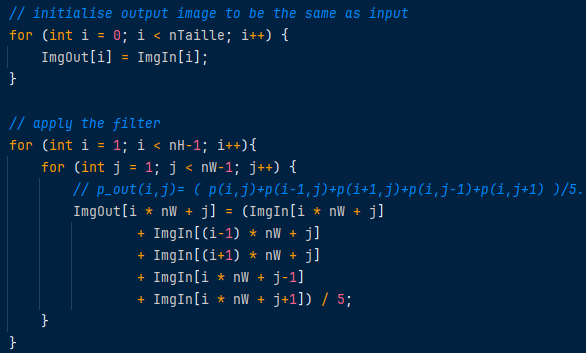 // initialise output image to be the same as input
for (int i = 0; i < nTaille; i++) {
    ImgOut[i] = ImgIn[i];
}

// apply the filter
for (int i = 1; i < nH-1; i++){
    for (int j = 1; j < nW-1; j++) {
        // p_out(i,j)= ( p(i,j)+p(i-1,j)+p(i+1,j)+p(i,j-1)+p(i,j+1) )/5.
        ImgOut[i * nW + j] = (ImgIn[i * nW + j]
                + ImgIn[(i-1) * nW + j]
                + ImgIn[(i+1) * nW + j]
                + ImgIn[i * nW + j-1]
                + ImgIn[i * nW + j+1]) / 5;
    }
}